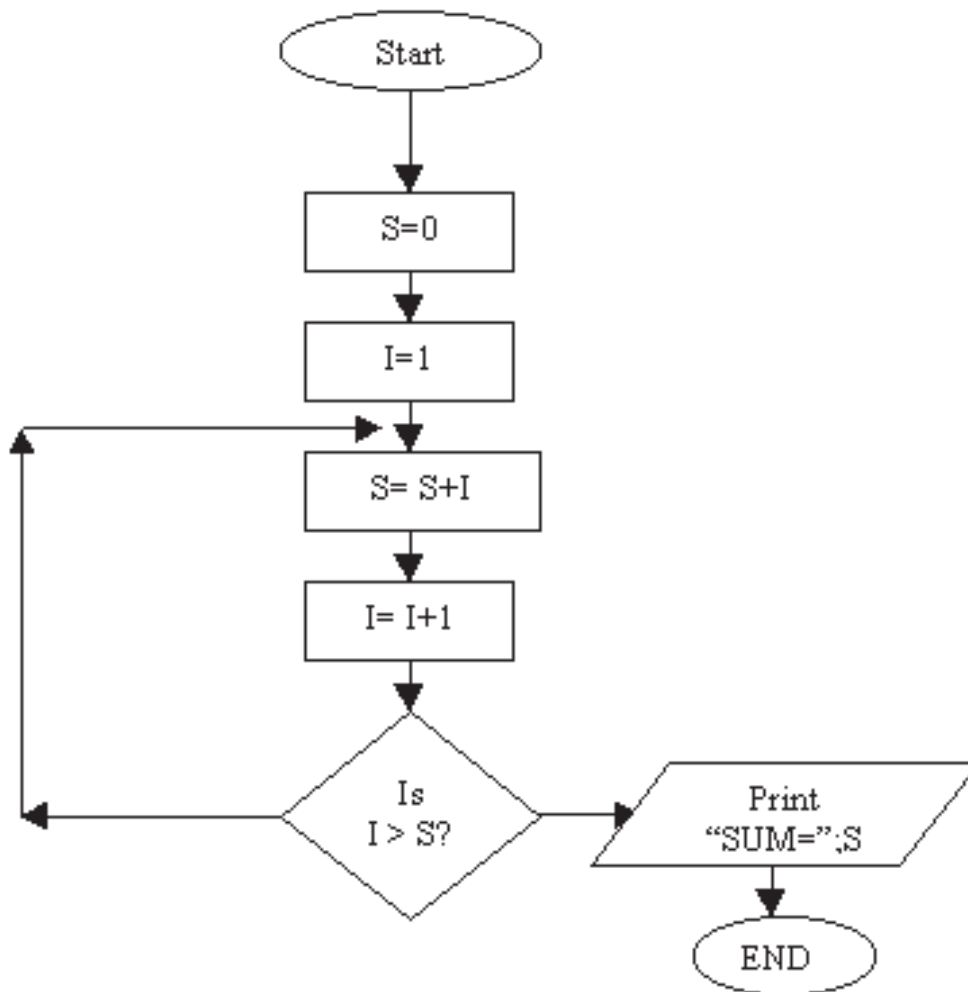 Start
S=0
I=1
S= S+I
I= I+1
Is
I > S?
Print
“SUM=”;S
END